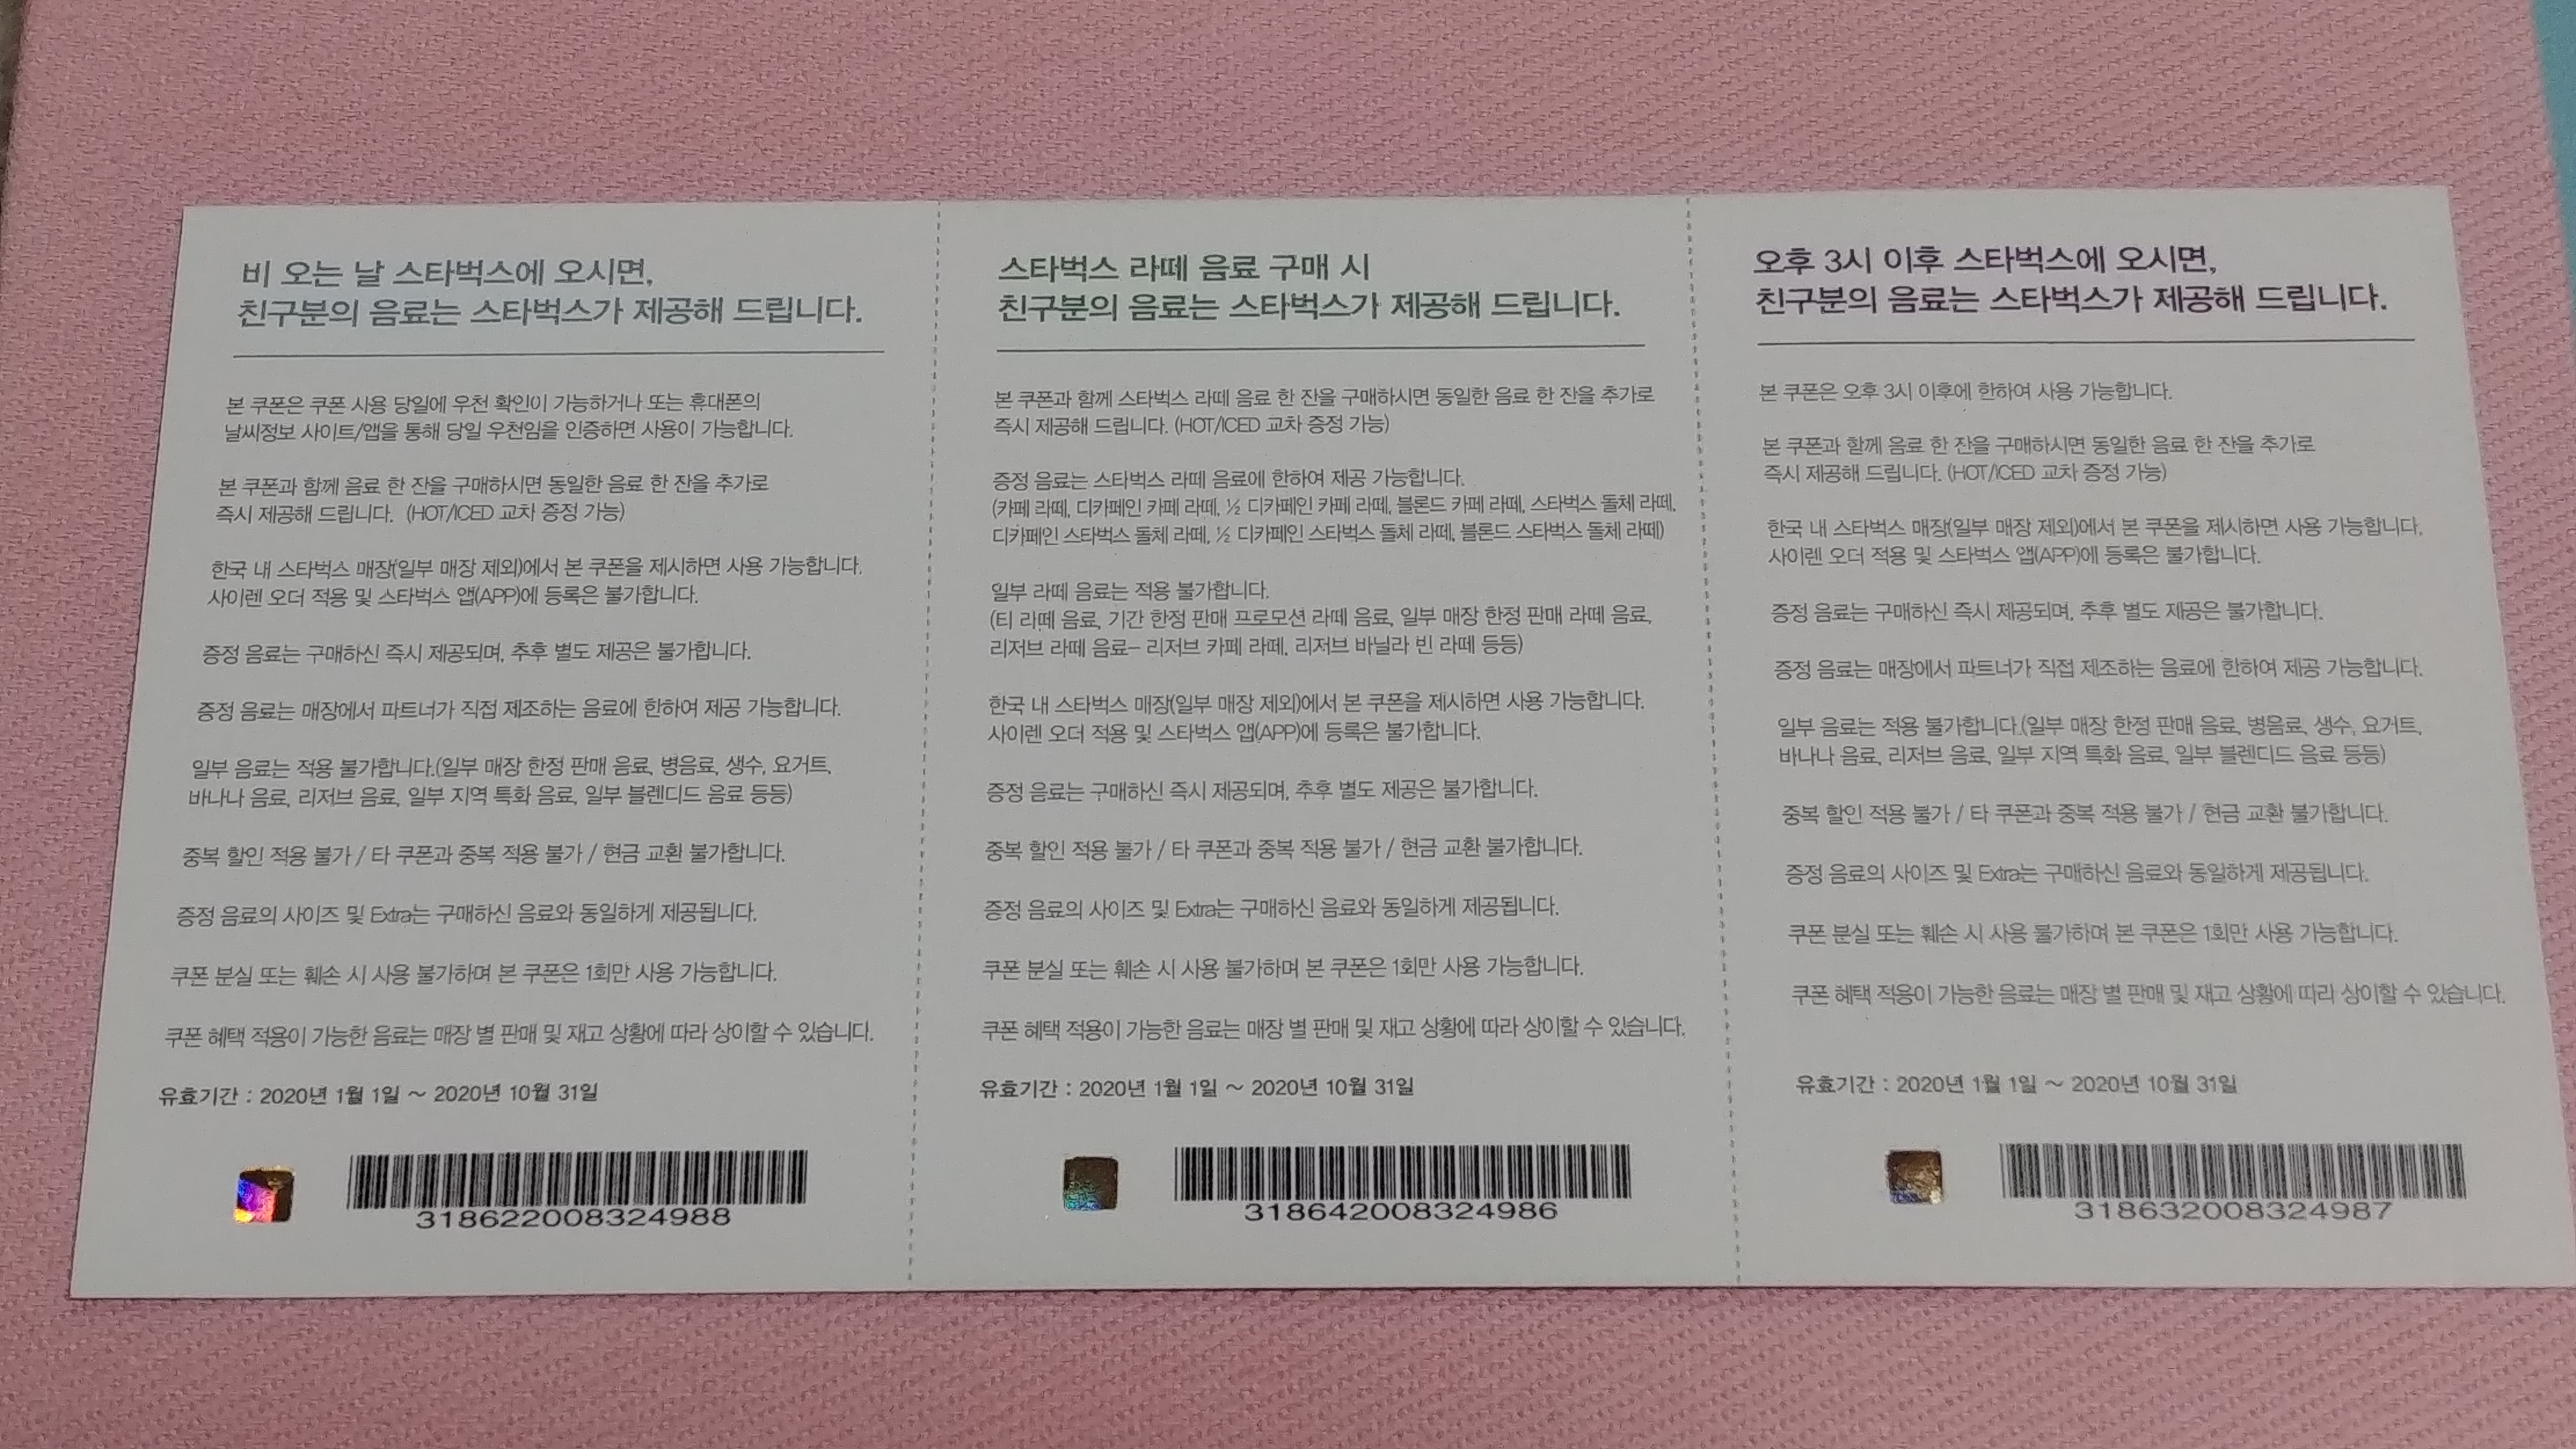 비 오는 날 스타벅스에 오시면,
친구분의 음료는 스타벅스가 제공해 드립니다.
본 쿠폰은 쿠폰 사용 당일에 우천 확인이 가능하거나 또는 휴대폰의
날씨정보 사이트/앱을 통해 당일 우천임을 인증하면 사용이 가능합니다.
본 쿠폰과 함께 음료 한 잔을 구매하시면 동일한 음료 한 잔을 추가로
즉시 제공해 드립니다. (HOT/ICED 교차 증정 가능)
한국 내 스타벅스 매장(일부 매장 제외)에서 본 쿠폰을 제시하면 사용 가능합니다.
사이렌 오더 적용 및 스타벅스 앱(APP)에 등록은 불가합니다.
증정 음료는 구매하신 즉시 제공되며, 추후 별도 제공은 불가합니다.
증정 음료는 매장에서 파트너가 직접 제조하는 음료에 한하여 제공 가능합니다.
일부 음료는 적용 불가합니다.(일부 매장 한정 판매 음료, 병음료, 생수, 요거트,
바나나 음료, 리저브 음료, 일부 지역 특화 음료, 일부 블렌디드 음료 등등)
중복 할인 적용 불가 / 타 쿠폰과 중복 적용 불가 / 현금 교환 불가합니다.
증정 음료의 사이즈 및 Extra는 구매하신 음료와 동일하게 제공됩니다.
쿠폰 분실 또는 훼손 시 사용 불가하며 본 쿠폰은 1회만 사용 가능합니다.
쿠폰 혜택 적용이 가능한 음료는 매장 별 판매 및 재고 상황에 따라 상이할 수 있습니다.
유효기간 : 2020년 1월 1일 ~ 2020년 10월 31일
318622008324988
스타벅스 라떼 음료 구매 시
친구분의 음료는 스타벅스가 제공해 드립니다.
본 쿠폰과 함께 스타벅스 라떼 음료 한 잔을 구매하시면 동일한 음료 한 잔을 추가로
즉시 제공해 드립니다. (HOT/ICED 교차 증정 가능)
증정 음료는 스타벅스 라떼 음료에 한하여 제공 가능합니다.
(카페 라떼, 디카페인 카페 라떼, ½ 디카페인 카페 라떼, 블론드 카페 라떼, 스타벅스 돌체 라떼,
디카페인 스타벅스 돌체 라떼, ½ 디카페인 스타벅스 돌체 라떼, 블론드 스타벅스 돌체 라떼)
일부 라떼 음료는 적용 불가합니다.
(티 라떼 음료, 기간 한정 판매 프로모션 라떼 음료, 일부 매장 한정 판매 라떼 음료,
리저브 라떼 음료- 리저브 카페 라떼, 리저브 바닐라 빈 라떼 등등)
한국 내 스타벅스 매장(일부 매장 제외)에서 본 쿠폰을 제시하면 사용 가능합니다.
사이렌 오더 적용 및 스타벅스 앱(APP)에 등록은 불가합니다.
증정 음료는 구매하신 즉시 제공되며, 추후 별도 제공은 불가합니다.
중복 할인 적용 불가 / 타 쿠폰과 중복 적용 불가 / 현금 교환 불가합니다.
증정 음료의 사이즈 및 Extra는 구매하신 음료와 동일하게 제공됩니다.
쿠폰 분실 또는 훼손 시 사용 불가하며 본 쿠폰은 1회만 사용 가능합니다.
쿠폰 혜택 적용이 가능한 음료는 매장 별 판매 및 재고 상황에 따라 상이할 수 있습니다.
유효기간 : 2020년 1월 1일 ~ 2020년 10월 31일
318642008324986
오후 3시 이후 스타벅스에 오시면,
친구분의 음료는 스타벅스가 제공해 드립니다.
본 쿠폰은 오후 3시 이후에 한하여 사용 가능합니다.
본 쿠폰과 함께 음료 한 잔을 구매하시면 동일한 음료 한 잔을 추가로
즉시 제공해 드립니다. (HOT/ICED 교차 증정 가능)
한국 내 스타벅스 매장(일부 매장 제외)에서 본 쿠폰을 제시하면 사용 가능합니다.
사이렌 오더 적용 및 스타벅스 앱(APP)에 등록은 불가합니다.
증정 음료는 구매하신 즉시 제공되며, 추후 별도 제공은 불가합니다.
증정 음료는 매장에서 파트너가 직접 제조하는 음료에 한하여 제공 가능합니다.
일부 음료는 적용 불가합니다.(일부 매장 한정 판매 음료, 병음료, 생수, 요거트,
바나나 음료, 리저브 음료, 일부 지역 특화 음료, 일부 블렌디드 음료 등등)
중복 할인 적용 불가 / 타 쿠폰과 중복 적용 불가 / 현금 교환 불가합니다.
증정 음료의 사이즈 및 Extra는 구매하신 음료와 동일하게 제공됩니다.
쿠폰 분실 또는 훼손 시 사용 불가하며 본 쿠폰은 1회만 사용 가능합니다.
쿠폰 혜택 적용이 가능한 음료는 매장 별 판매 및 재고 상황에 따라 상이할 수 있습니다.
유효기간 : 2020년 1월 1일 ~ 2020년 10월 31일
318632008324987